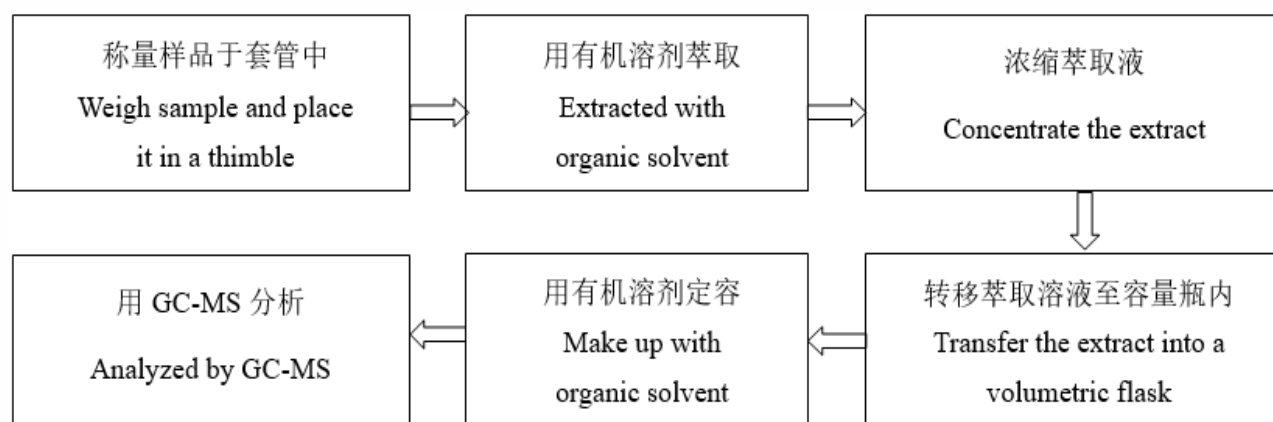 称量样品于套管中
Weigh sample and place
it in a thimble
用有机溶剂萃取
Extracted with
organic solvent
浓缩萃取液
Concentrate the extract
转移萃取溶液至容量瓶内
Transfer the extract into a
volumetric flask
用有机溶剂定容
Make up with
organic solvent
用 GC-MS 分析
Analyzed by GC-MS